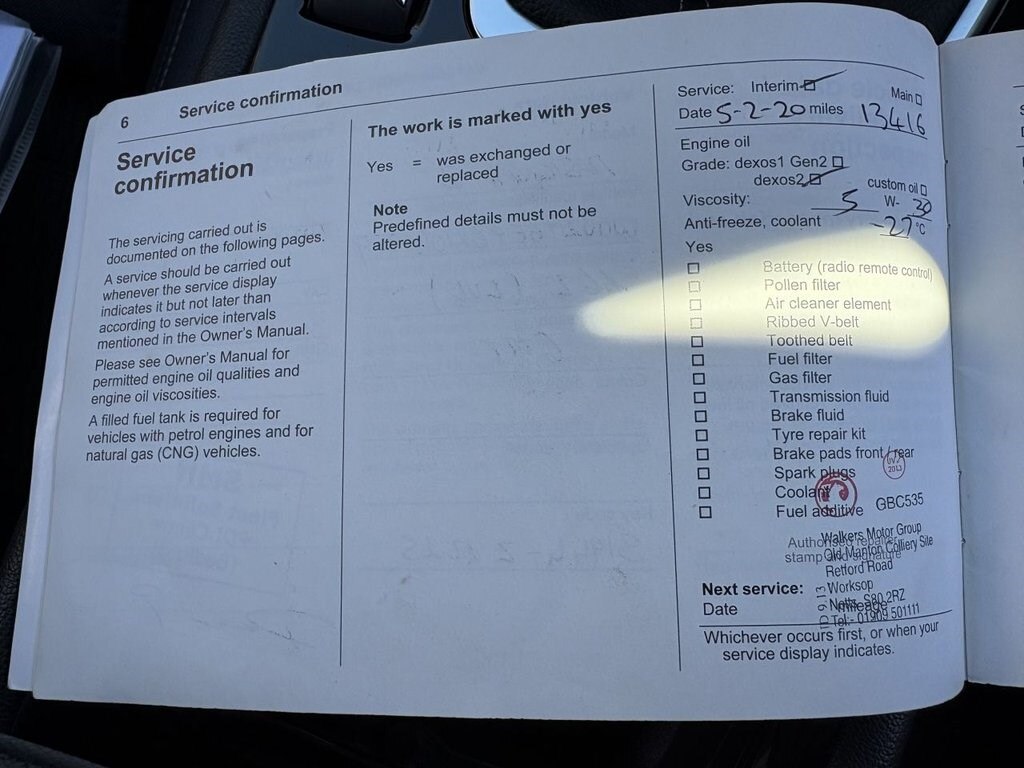 6 Service confirmation
Service
confirmation
The servicing carried out is
documented on the following pages.
A service should be carried out
whenever the service display
indicates it but not later than
according to service intervals
mentioned in the Owner's Manual.
Please see Owner's Manual for
permitted engine oil qualities and
engine oil viscosities.
A filled fuel tank is required for
vehicles with petrol engines and for
natural gas (CNG) vehicles.
The work is marked with yes
Yes = was exchanged or
replaced
Note
Predefined details must not be
altered.
Service: Interim Main
Date 5-2-20 miles 13416
Engine oil
Grade: dexos1 Gen2
dexos2 custom oil
Viscosity: 5 W- 30
Anti-freeze, coolant -27 °C
Yes
Battery (radio remote control)
Pollen filter
Air cleaner element
Ribbed V-belt
Toothed belt
Fuel filter
Gas filter
Transmission fluid
Brake fluid
Tyre repair kit
Brake pads front/rear
Spark plugs
Coolant
Fuel additive GBC535
Authorised repairer
stamp and signature
Walkers Motor Group
Old Manton Colliery Site
Retford Road
Worksop
Notts. S80 2RZ
Tel:- 01909 501111
Next service:
Date mileage
Whichever occurs first, or when your
service display indicates.